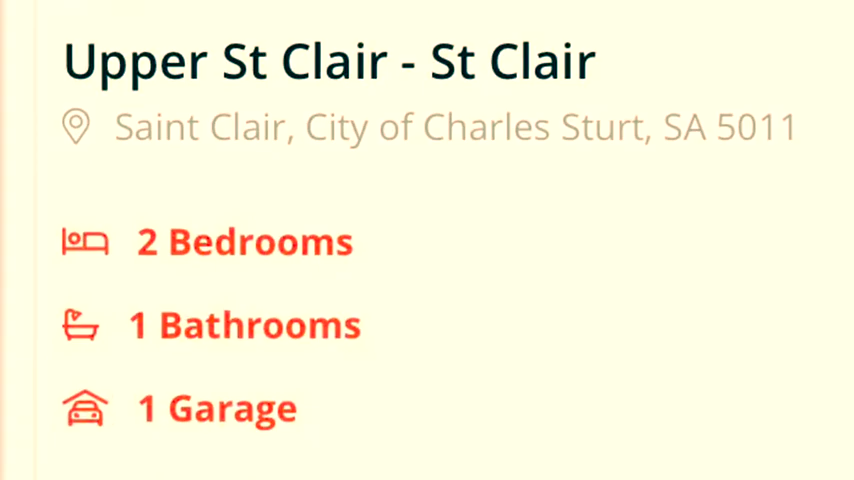 Upper St Clair - St Clair
Saint Clair, City of Charles Sturt, SA 5011
2 Bedrooms
1 Bathrooms
1 Garage